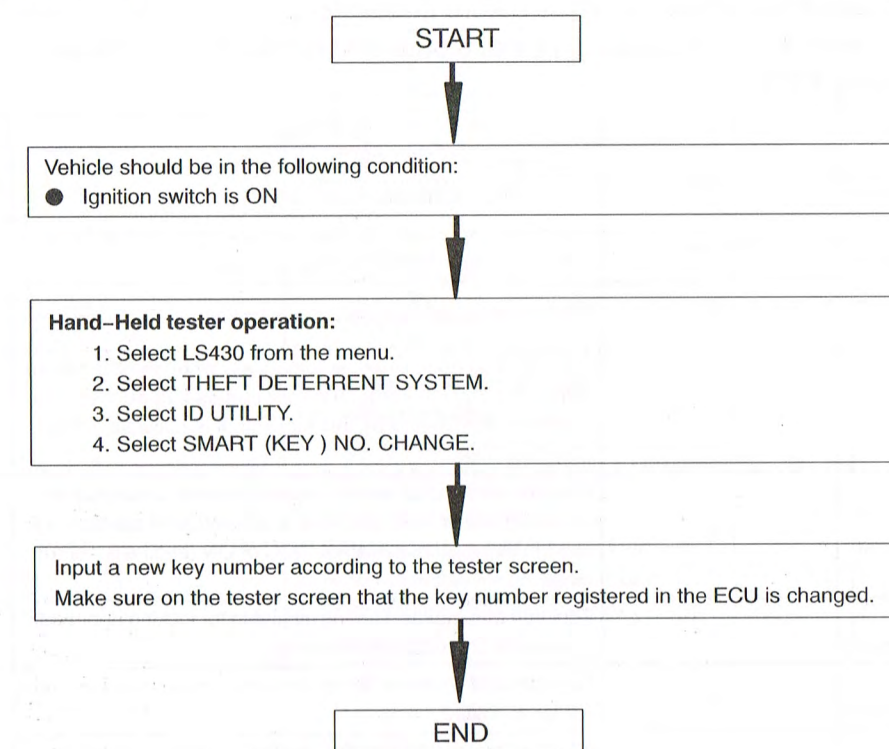 START
Vehicle should be in the following condition:
● Ignition switch is ON
Hand–Held tester operation:
1. Select LS430 from the menu.
2. Select THEFT DETERRENT SYSTEM.
3. Select ID UTILITY.
4. Select SMART (KEY ) NO. CHANGE.
Input a new key number according to the tester screen.
Make sure on the tester screen that the key number registered in the ECU is changed.
END